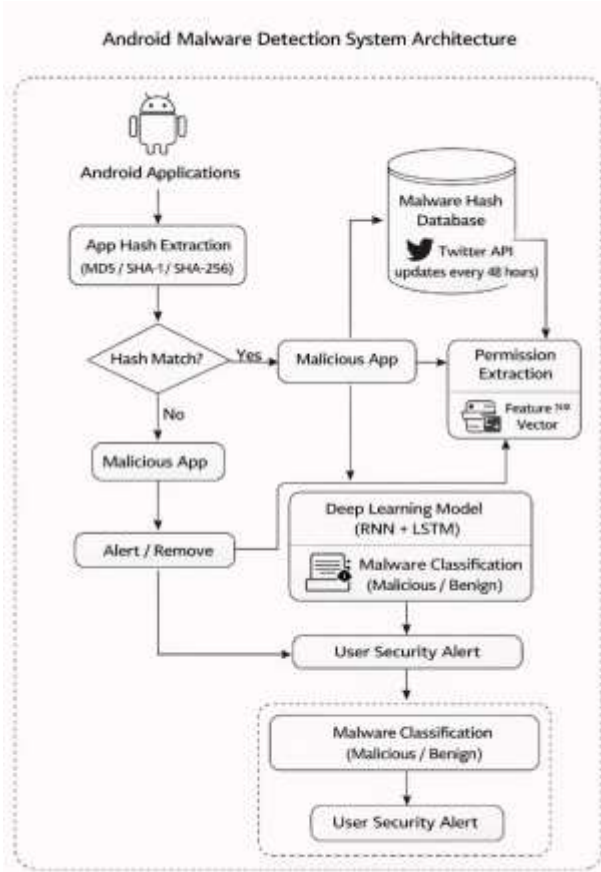 Android Malware Detection System Architecture
Android Applications
App Hash Extraction
(MD5 / SHA-1/ SHA-256)
Malware Hash
Database
Twitter API
updates every 48 hours)
Hash Match?
Yes
Malicious App
Permission
Extraction
Feature
Vector
No
Malicious App
Alert / Remove
Deep Learning Model
(RNN + LSTM)
Malware Classification
(Malicious / Benign)
User Security Alert
Malware Classification
(Malicious / Benign)
User Security Alert